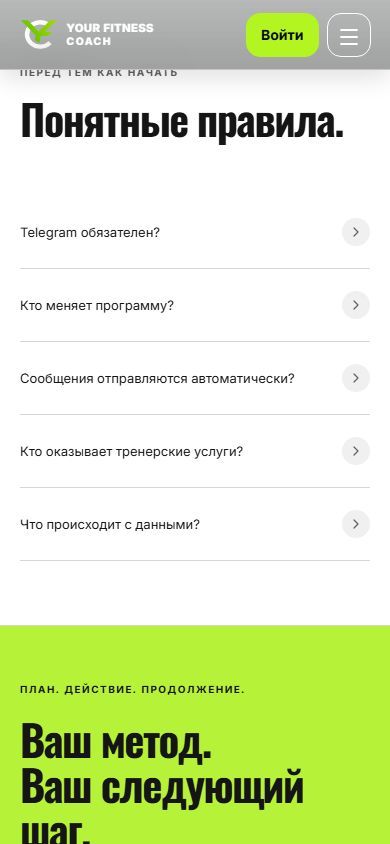 YOUR FITNESS
COACH
Войти
ПЕРЕД ТЕМ КАК НАЧАТЬ
Понятные правила.
Telegram обязателен?
Кто меняет программу?
Сообщения отправляются автоматически?
Кто оказывает тренерские услуги?
Что происходит с данными?
ПЛАН. ДЕЙСТВИЕ. ПРОДОЛЖЕНИЕ.
Ваш метод.
Ваш следующий
шаг.